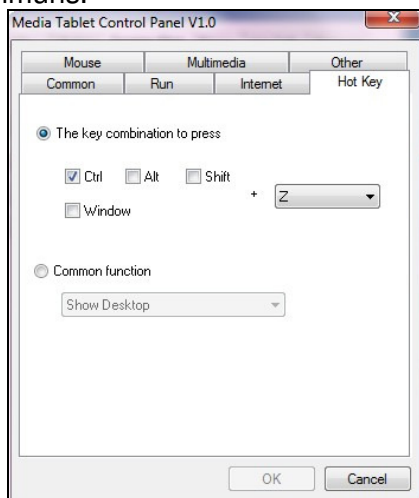 Media Tablet Control Panel V1.0
Mouse Multimedia Other
Common Run Internet Hot Key
The key combination to press
Ctrl Alt Shift
+ Z
Window
Common function
Show Desktop
OK Cancel